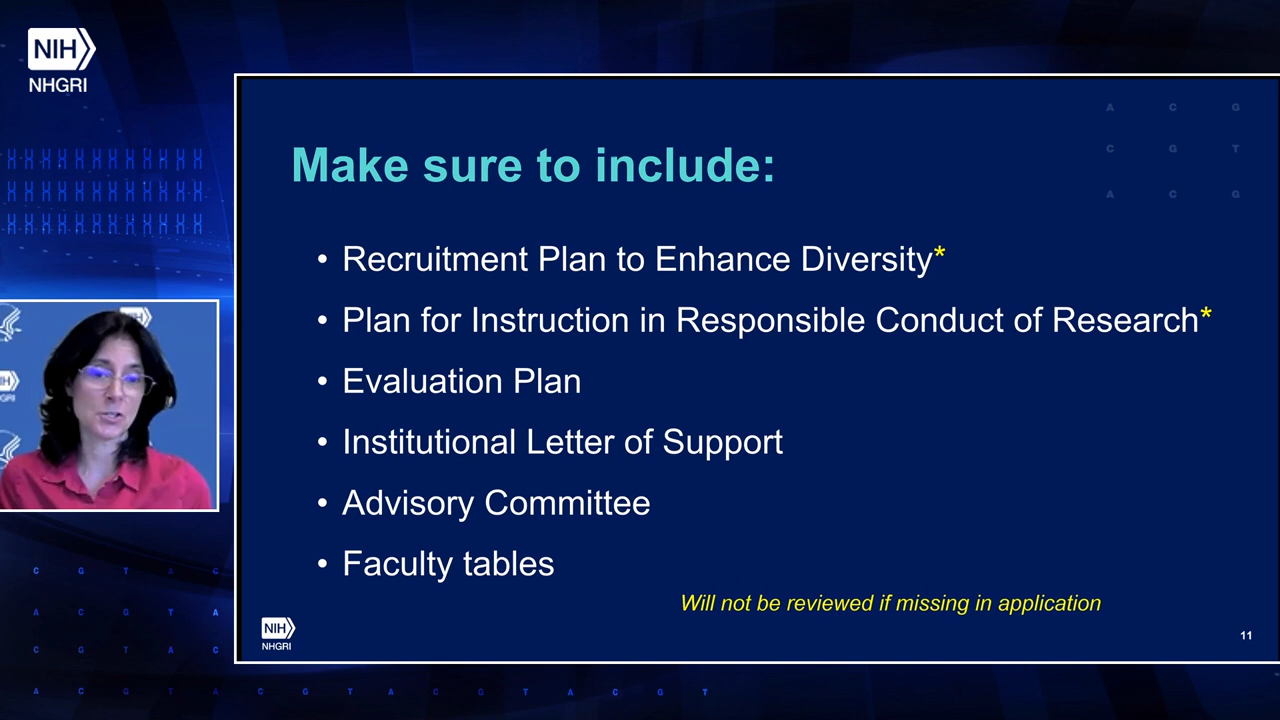 NIH
NHGRI
A C G
C G T
A C G
Make sure to include:
• Recruitment Plan to Enhance Diversity*
• Plan for Instruction in Responsible Conduct of Research*
• Evaluation Plan
• Institutional Letter of Support
• Advisory Committee
• Faculty tables
Will not be reviewed if missing in application
NIH
NHGRI
11
C G T A C
A C G T A
C G T A C
A C G T A C G T A C G T A C G T